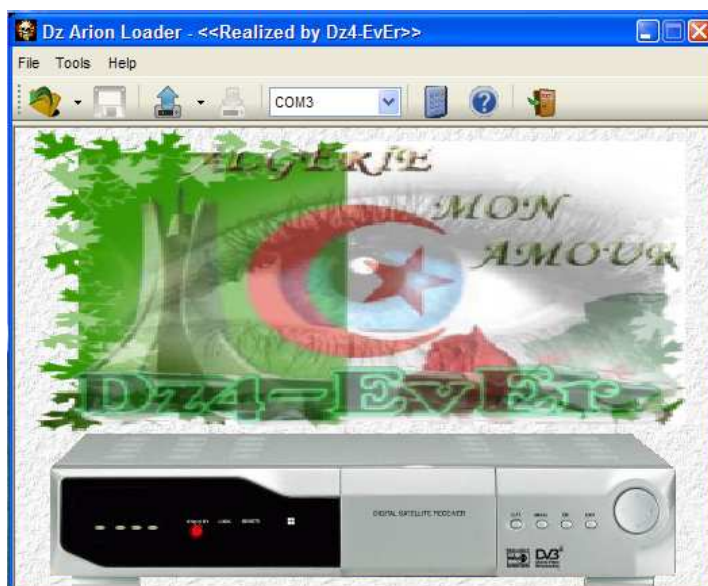 Dz Arion Loader - <<Realized by Dz4-EvEr>>
File Tools Help
COM3
ALGERIE
MON
AMOUR
Dz4-EvEr
DIGITAL SATELLITE RECEIVER
DVB